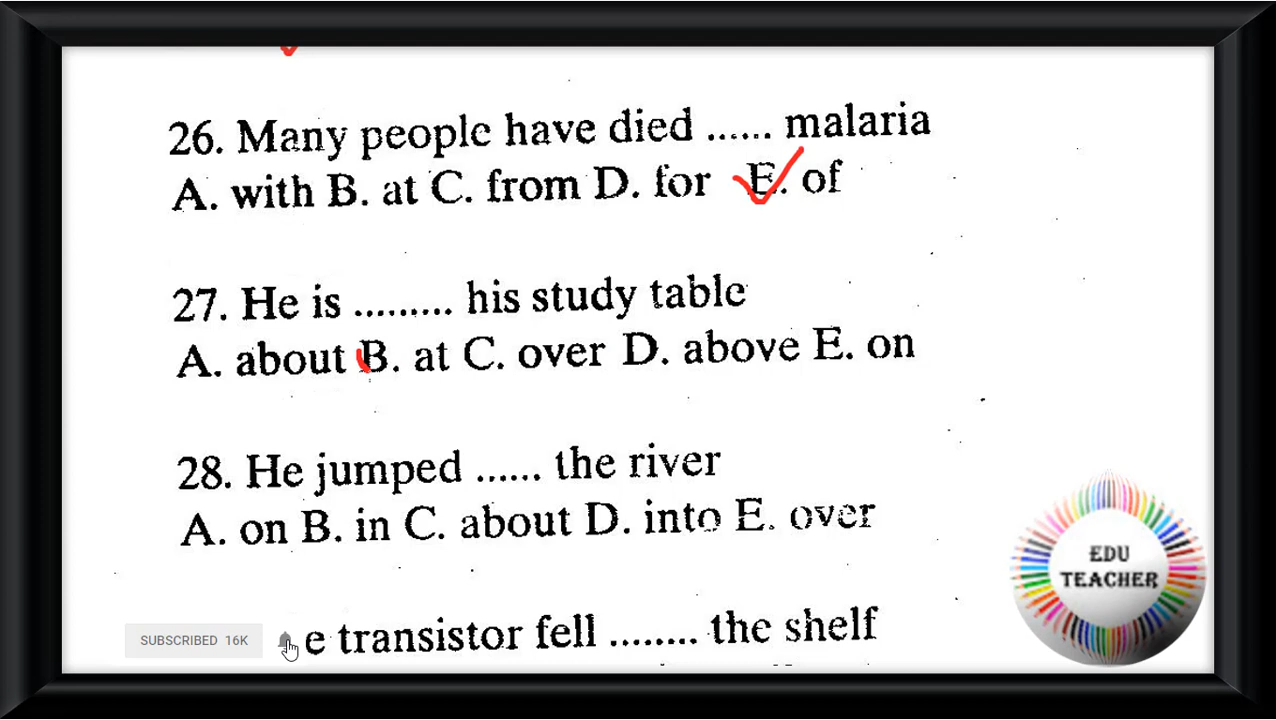 26. Many people have died ...... malaria
A. with B. at C. from D. for E. of
27. He is ......... his study table
A. about B. at C. over D. above E. on
28. He jumped ...... the river
A. on B. in C. about D. into E. over
e transistor fell ........ the shelf
SUBSCRIBED 16K
EDU
TEACHER